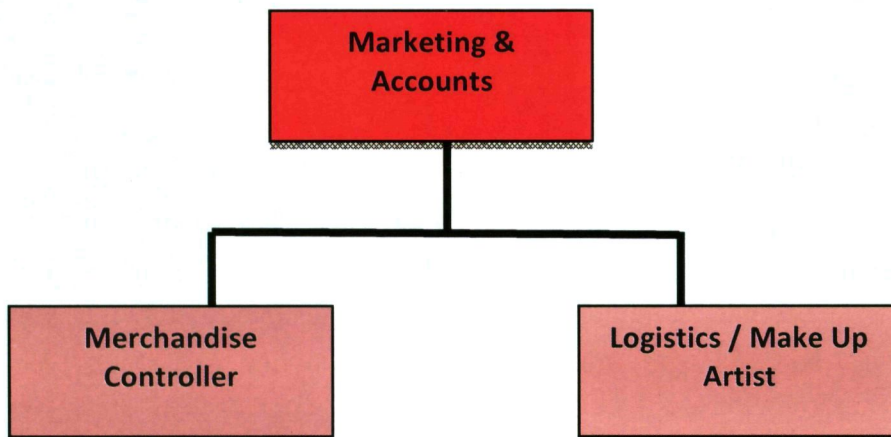 Marketing &
Accounts
Merchandise
Controller
Logistics / Make Up
Artist